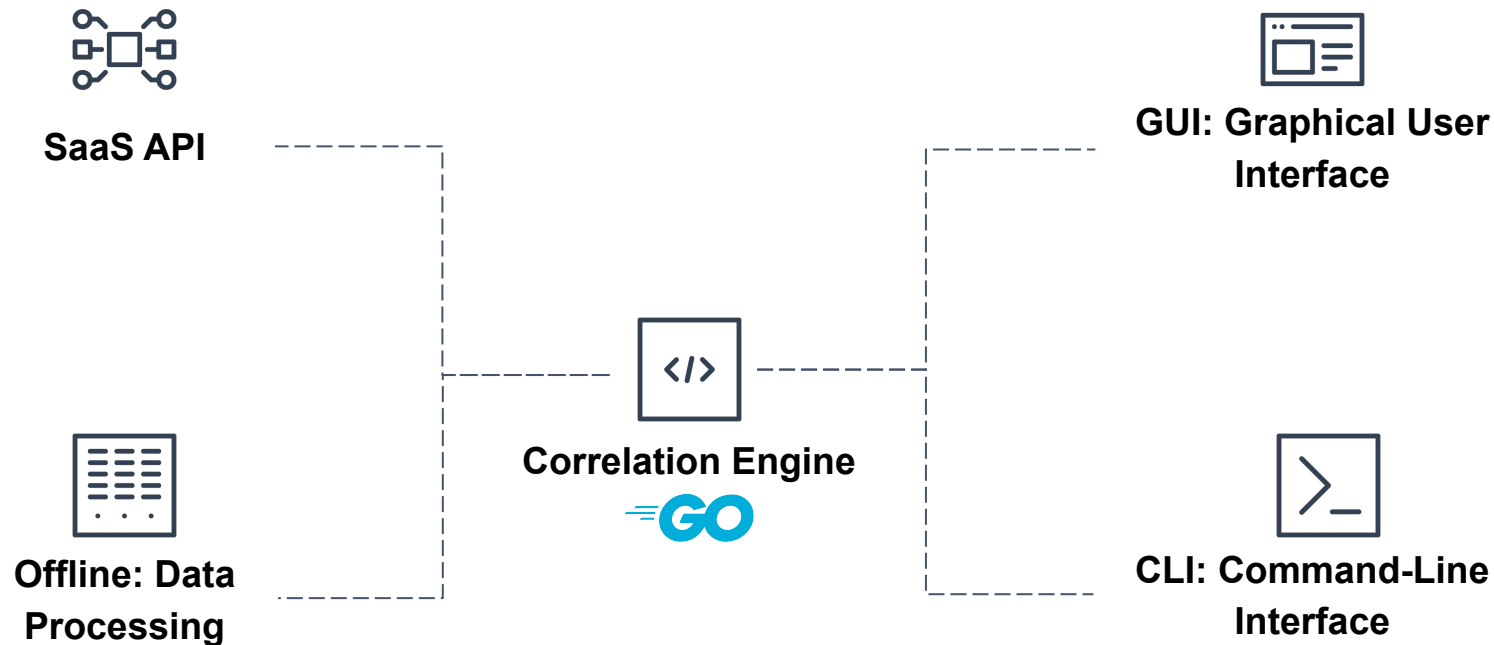 SaaS API
GUI: Graphical User
Interface
</>
Correlation Engine
GO
Offline: Data
Processing
CLI: Command-Line
Interface